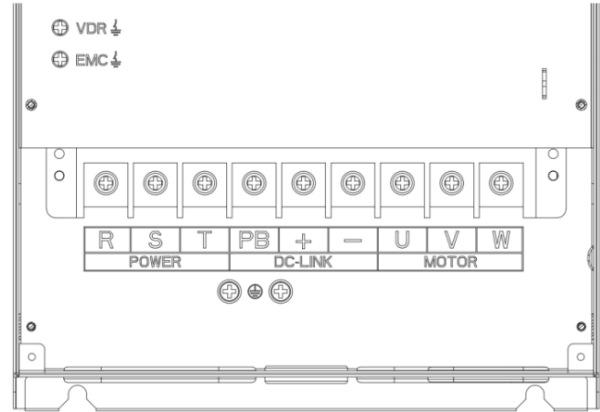 VDR
EMC
R S T PB + − U V W
POWER DC-LINK MOTOR